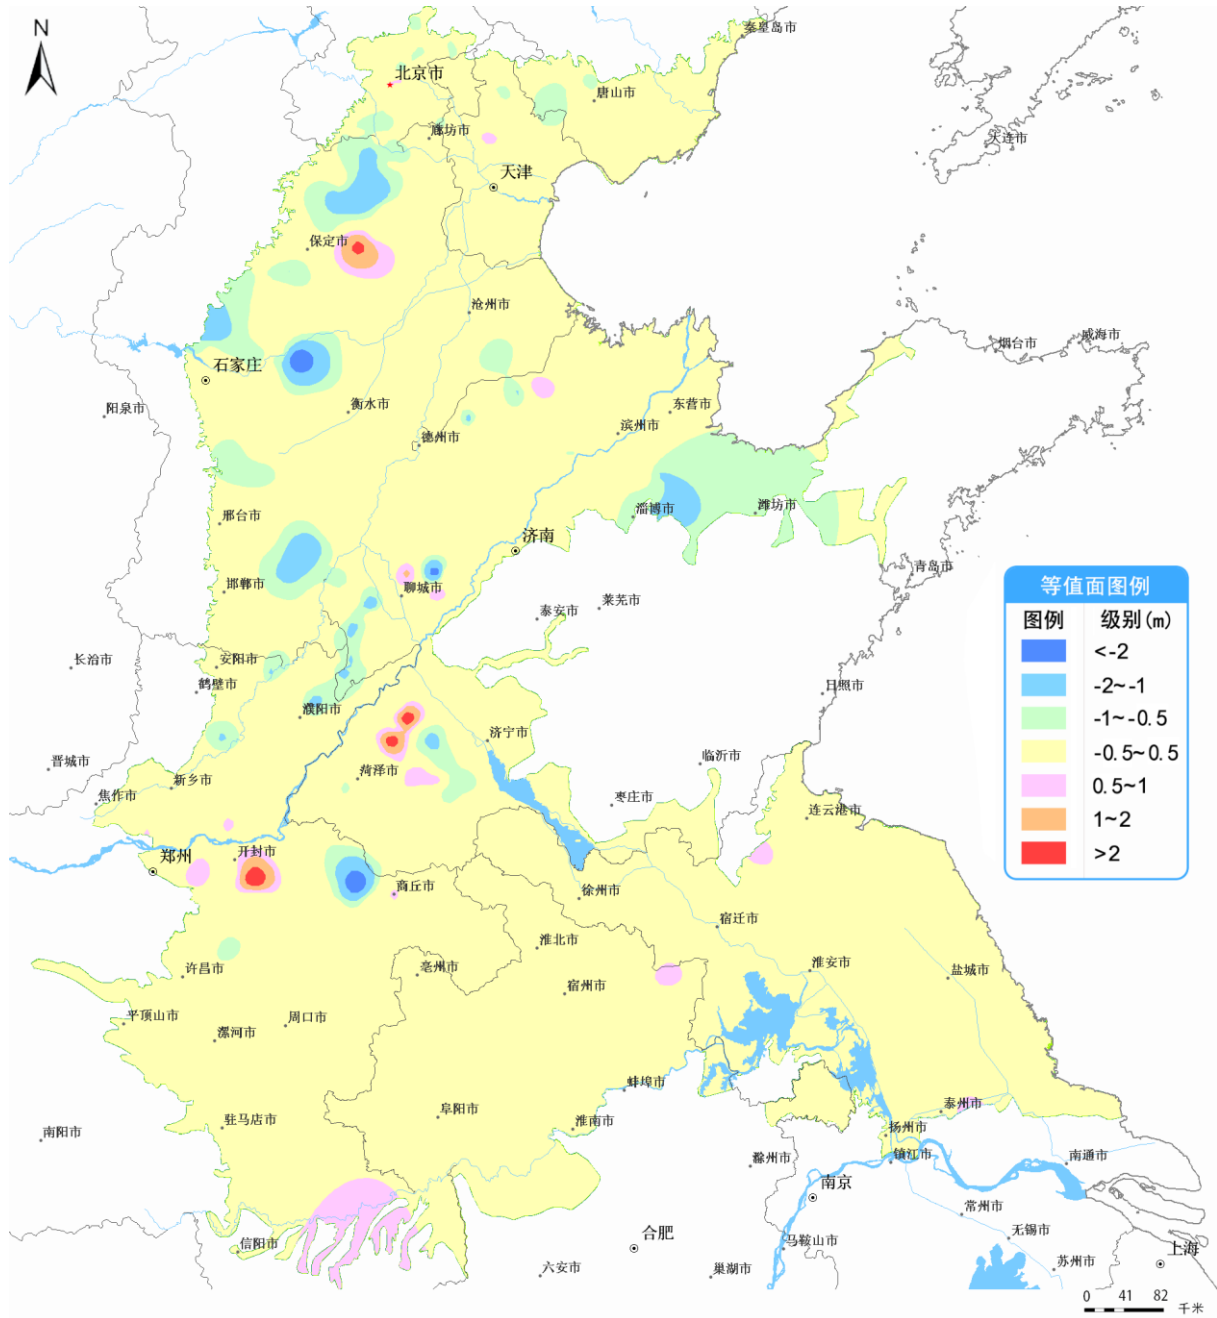 N
秦皇岛市
北京市
唐山市
廊坊市
大连市
天津
保定市
沧州市
威海市
烟台市
石家庄
阳泉市
衡水市
东营市
滨州市
德州市
邢台市
淄博市
潍坊市
济南
青岛市
邯郸市
聊城市
莱芜市
泰安市
等值面图例
图例
级别(m)
<-2
-2~-1
-1~-0.5
-0.5~0.5
0.5~1
1~2
>2
长治市
安阳市
鹤壁市
日照市
濮阳市
济宁市
临沂市
晋城市
菏泽市
新乡市
焦作市
枣庄市
连云港市
郑州
开封市
商丘市
徐州市
宿迁市
淮北市
许昌市
亳州市
淮安市
盐城市
宿州市
平顶山市
周口市
漯河市
蚌埠市
泰州市
阜阳市
驻马店市
淮南市
南阳市
扬州市
镇江市
滁州市
南通市
南京
常州市
合肥
无锡市
马鞍山市
信阳市
上海
苏州市
六安市
巢湖市
0 41 82
千米